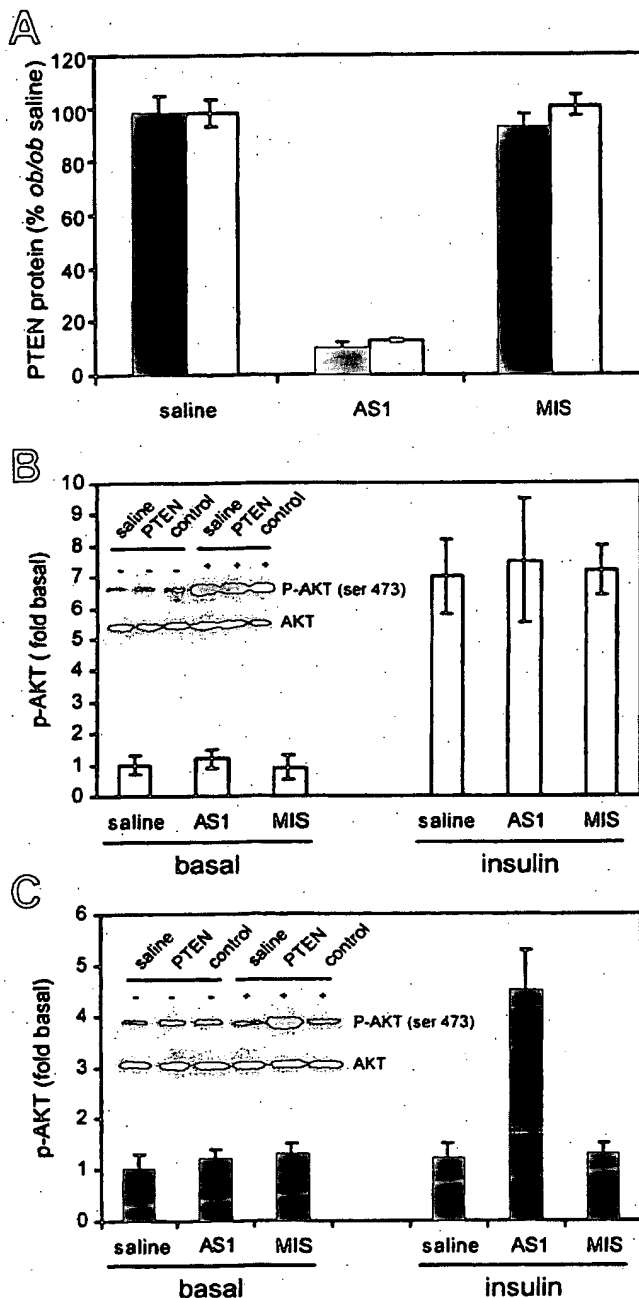 A
PTEN protein (% ob/ob saline)
120
100
80
60
40
20
0
saline AS1 MIS
B
p-AKT ( fold basal)
10
9
8
7
6
5
4
3
2
1
0
saline PTEN control saline PTEN control
- - - + + +
P-AKT (ser 473)
AKT
saline AS1 MIS saline AS1 MIS
basal insulin
C
p-AKT (fold basal)
6
5
4
3
2
1
0
saline PTEN control saline PTEN control
- - - + + +
P-AKT (ser 473)
AKT
saline AS1 MIS saline AS1 MIS
basal insulin